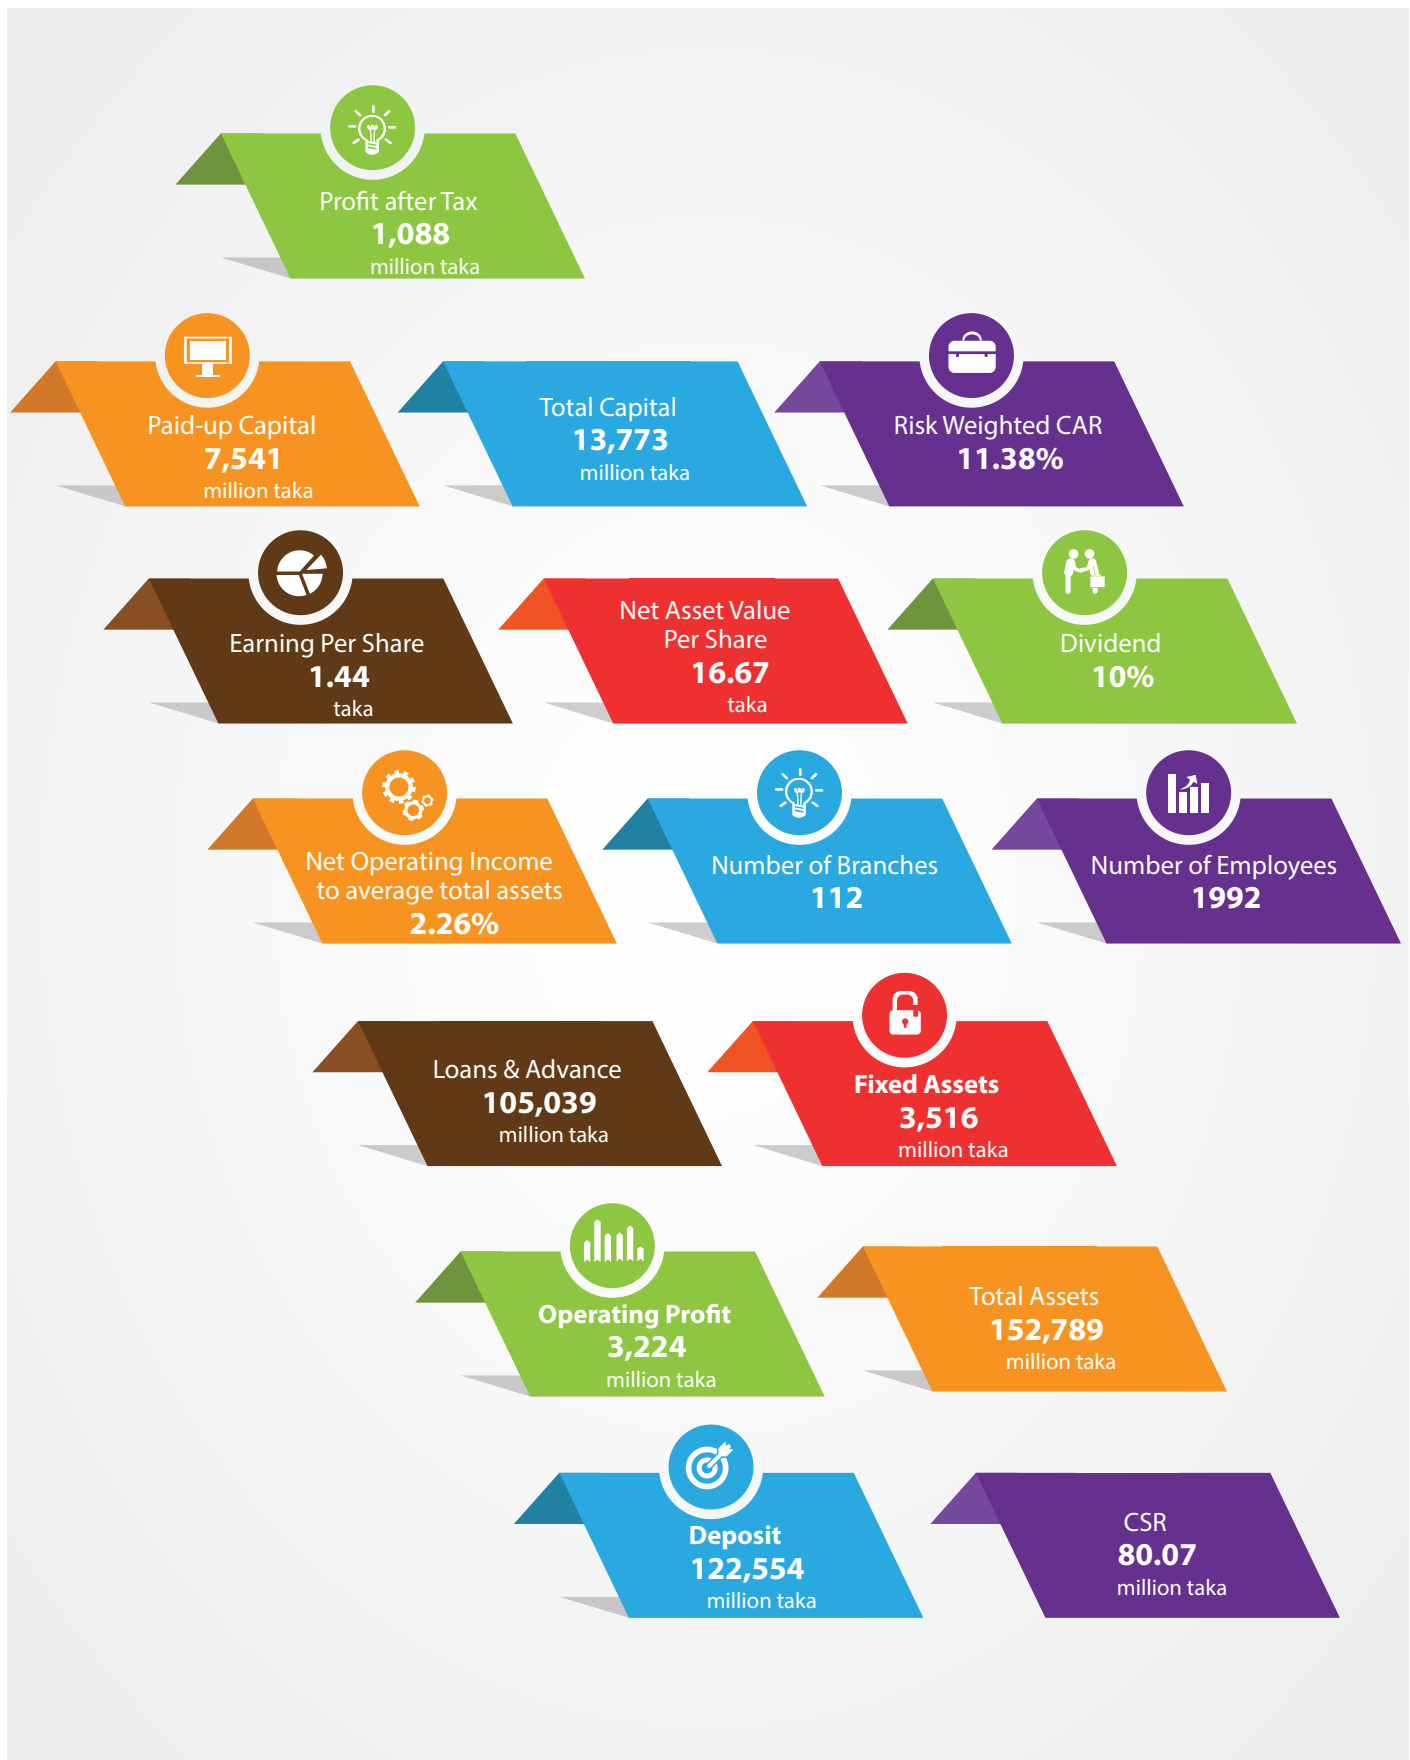 Profit after Tax
1,088
million taka
Paid-up Capital
7,541
million taka
Total Capital
13,773
million taka
Risk Weighted CAR
11.38%
Earning Per Share
1.44
taka
Net Asset Value
Per Share
16.67
taka
Dividend
10%
Net Operating Income
to average total assets
2.26%
Number of Branches
112
Number of Employees
1992
Loans & Advance
105,039
million taka
Fixed Assets
3,516
million taka
Operating Profit
3,224
million taka
Total Assets
152,789
million taka
Deposit
122,554
million taka
CSR
80.07
million taka